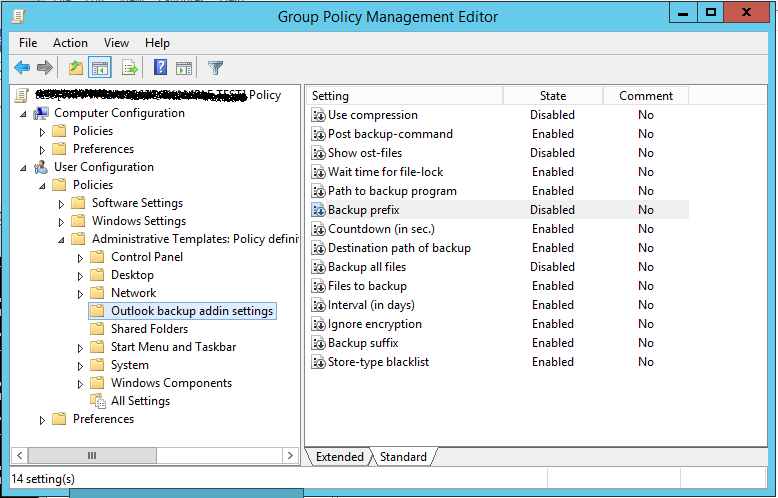 Group Policy Management Editor
File Action View Help
Policy
Computer Configuration
Policies
Preferences
User Configuration
Policies
Software Settings
Windows Settings
Administrative Templates: Policy defini
Control Panel
Desktop
Network
Outlook backup addin settings
Shared Folders
Start Menu and Taskbar
System
Windows Components
All Settings
Preferences
Setting State Comment
Use compression Disabled No
Post backup-command Enabled No
Show ost-files Disabled No
Wait time for file-lock Enabled No
Path to backup program Enabled No
Backup prefix Disabled No
Countdown (in sec.) Enabled No
Destination path of backup Enabled No
Backup all files Disabled No
Files to backup Enabled No
Interval (in days) Enabled No
Ignore encryption Enabled No
Backup suffix Enabled No
Store-type blacklist Enabled No
Extended Standard
14 setting(s)